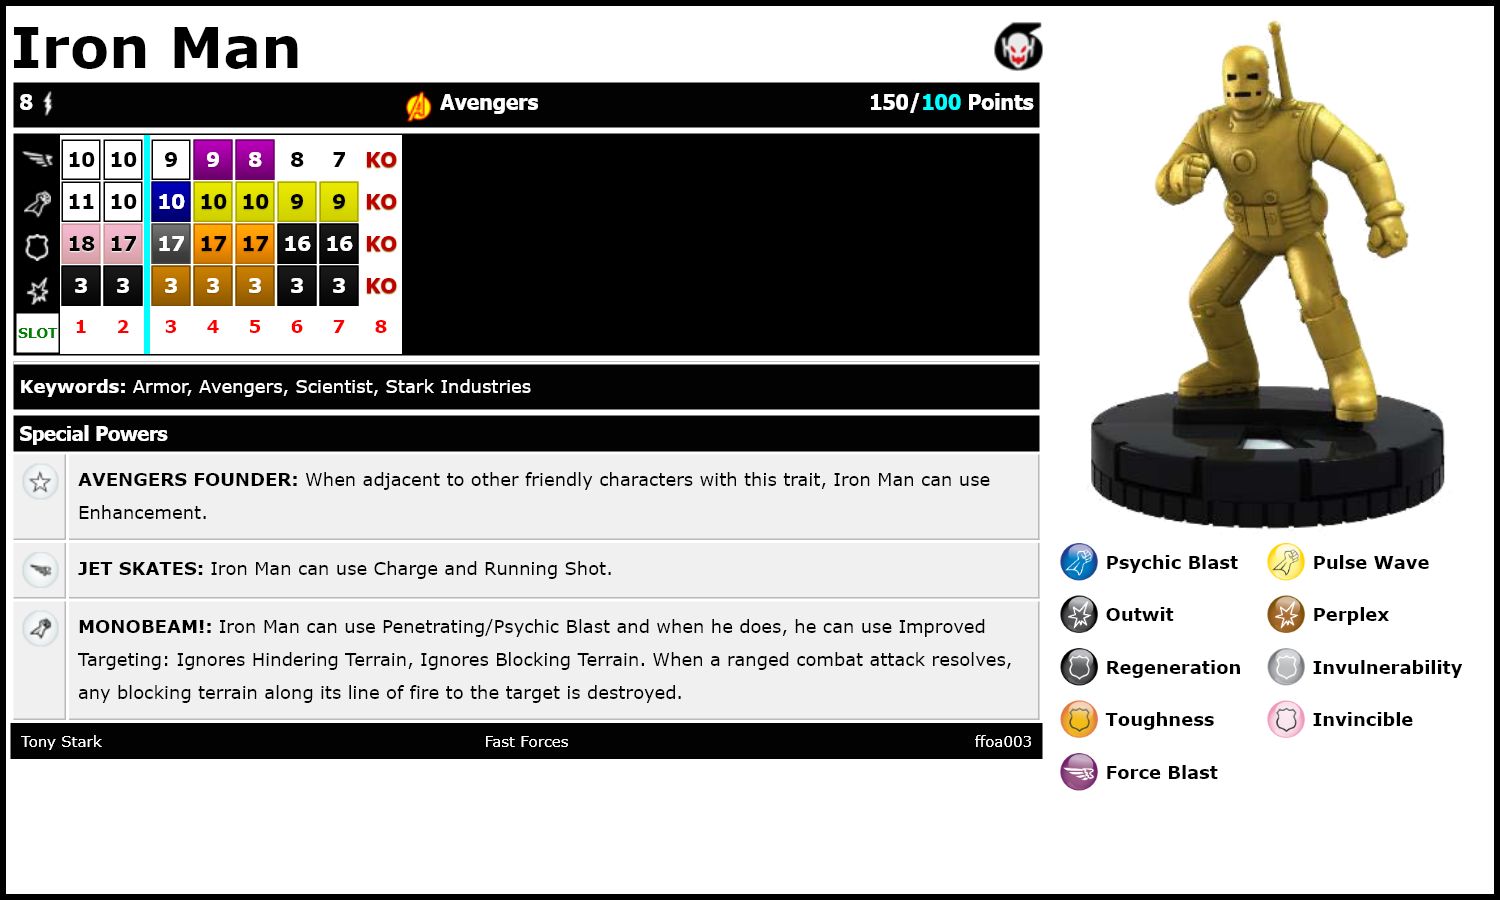 Iron Man
8 Avengers 150/100 Points
10 10 9 9 8 8 7 KO
11 10 10 10 10 9 9 KO
18 17 17 17 17 16 16 KO
3 3 3 3 3 3 3 KO
SLOT 1 2 3 4 5 6 7 8
Keywords: Armor, Avengers, Scientist, Stark Industries
Special Powers
AVENGERS FOUNDER: When adjacent to other friendly characters with this trait, Iron Man can use
Enhancement.
JET SKATES: Iron Man can use Charge and Running Shot.
MONOBEAM!: Iron Man can use Penetrating/Psychic Blast and when he does, he can use Improved
Targeting: Ignores Hindering Terrain, Ignores Blocking Terrain. When a ranged combat attack resolves,
any blocking terrain along its line of fire to the target is destroyed.
Tony Stark Fast Forces ffoa003
Psychic Blast Pulse Wave
Outwit Perplex
Regeneration Invulnerability
Toughness Invincible
Force Blast